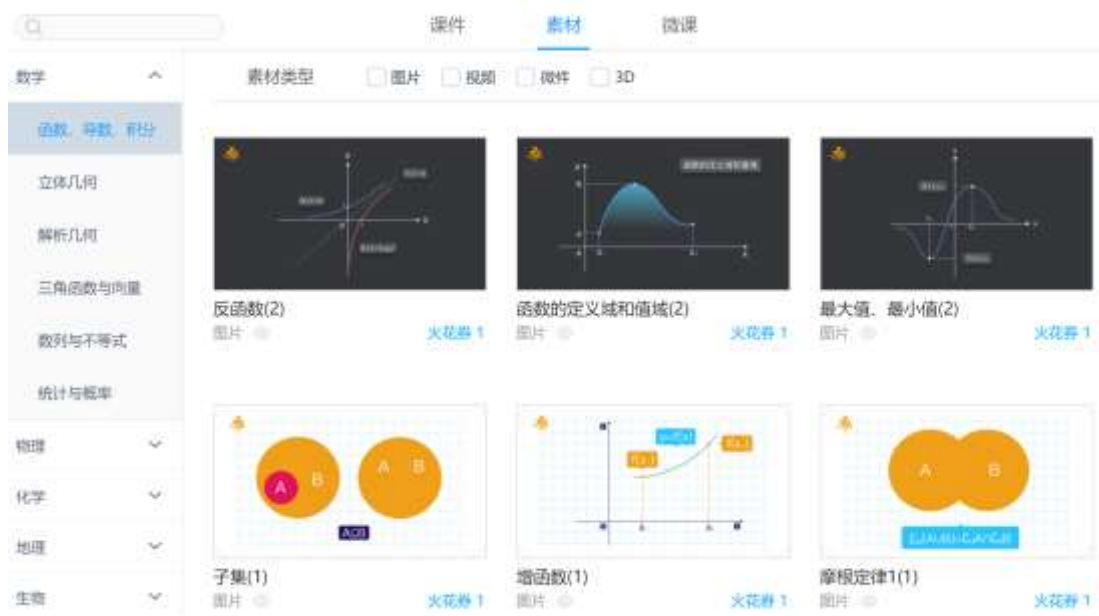 课件 素材 微课
数学
素材类型 图片 视频 微件 3D
函数、导数、积分
立体几何
解析几何
三角函数与向量
数列与不等式
统计与概率
物理
化学
地理
生物
反函数(2)
图片 火花券 1
函数的定义域和值域(2)
图片 火花券 1
最大值、最小值(2)
图片 火花券 1
A B A B
子集(1)
图片 火花券 1
增函数(1)
图片 火花券 1
A B
摩根定律1(1)
图片 火花券 1